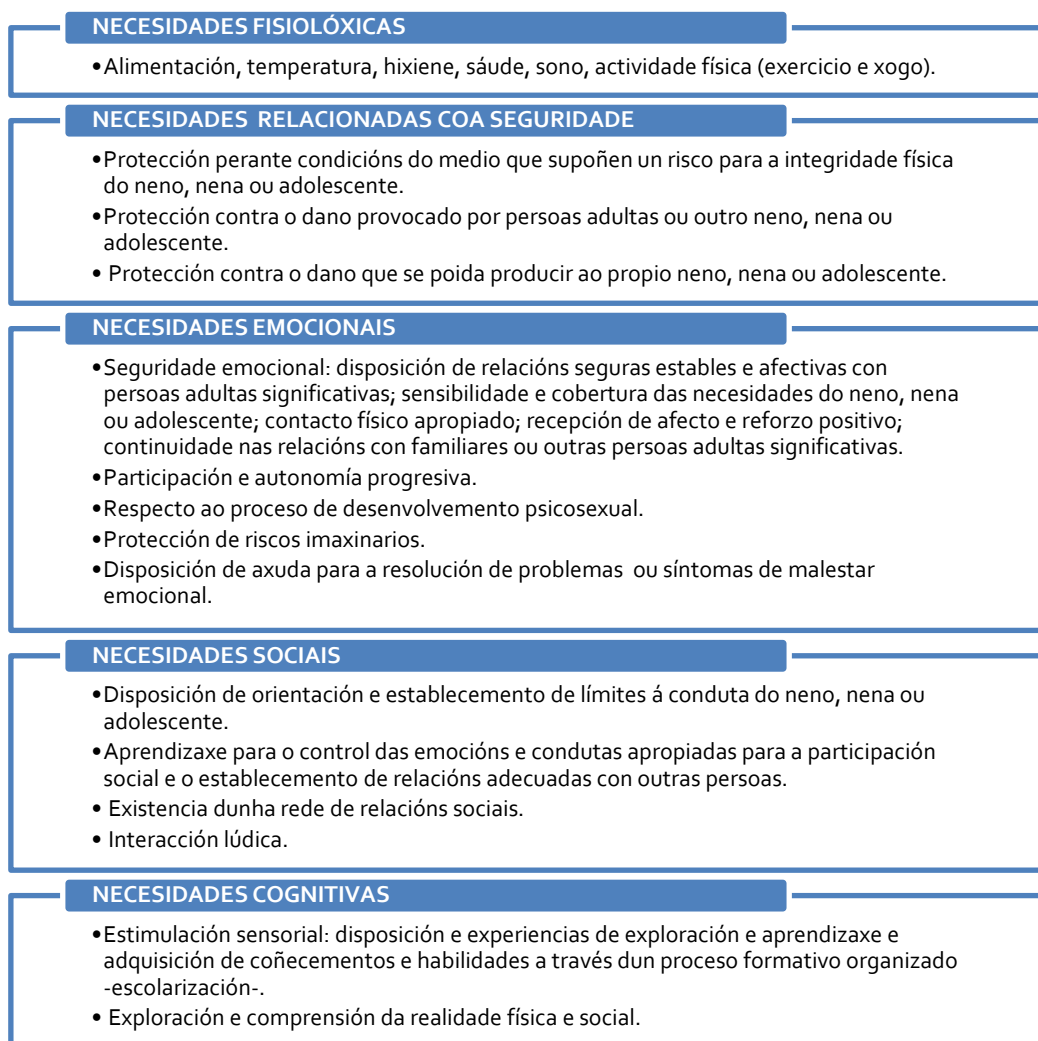 NECESIDADES FISIOLÓXICAS
•Alimentación, temperatura, hixiene, sáude, sono, actividade física (exercicio e xogo).
NECESIDADES RELACIONADAS COA SEGURIDADE
•Protección perante condicións do medio que supoñen un risco para a integridade física
do neno, nena ou adolescente.
•Protección contra o dano provocado por persoas adultas ou outro neno, nena ou
adolescente.
• Protección contra o dano que se poida producir ao propio neno, nena ou adolescente.
NECESIDADES EMOCIONAIS
•Seguridade emocional: disposición de relacións seguras estables e afectivas con
persoas adultas significativas; sensibilidade e cobertura das necesidades do neno, nena
ou adolescente; contacto físico apropiado; recepción de afecto e reforzo positivo;
continuidade nas relacións con familiares ou outras persoas adultas significativas.
•Participación e autonomía progresiva.
•Respecto ao proceso de desenvolvemento psicosexual.
•Protección de riscos imaxinarios.
•Disposición de axuda para a resolución de problemas ou síntomas de malestar
emocional.
NECESIDADES SOCIAIS
•Disposición de orientación e establecemento de límites á conduta do neno, nena ou
adolescente.
•Aprendizaxe para o control das emocións e condutas apropiadas para a participación
social e o establecemento de relacións adecuadas con outras persoas.
• Existencia dunha rede de relacións sociais.
• Interacción lúdica.
NECESIDADES COGNITIVAS
•Estimulación sensorial: disposición e experiencias de exploración e aprendizaxe e
adquisición de coñecementos e habilidades a través dun proceso formativo organizado
-escolarización-.
• Exploración e comprensión da realidade física e social.